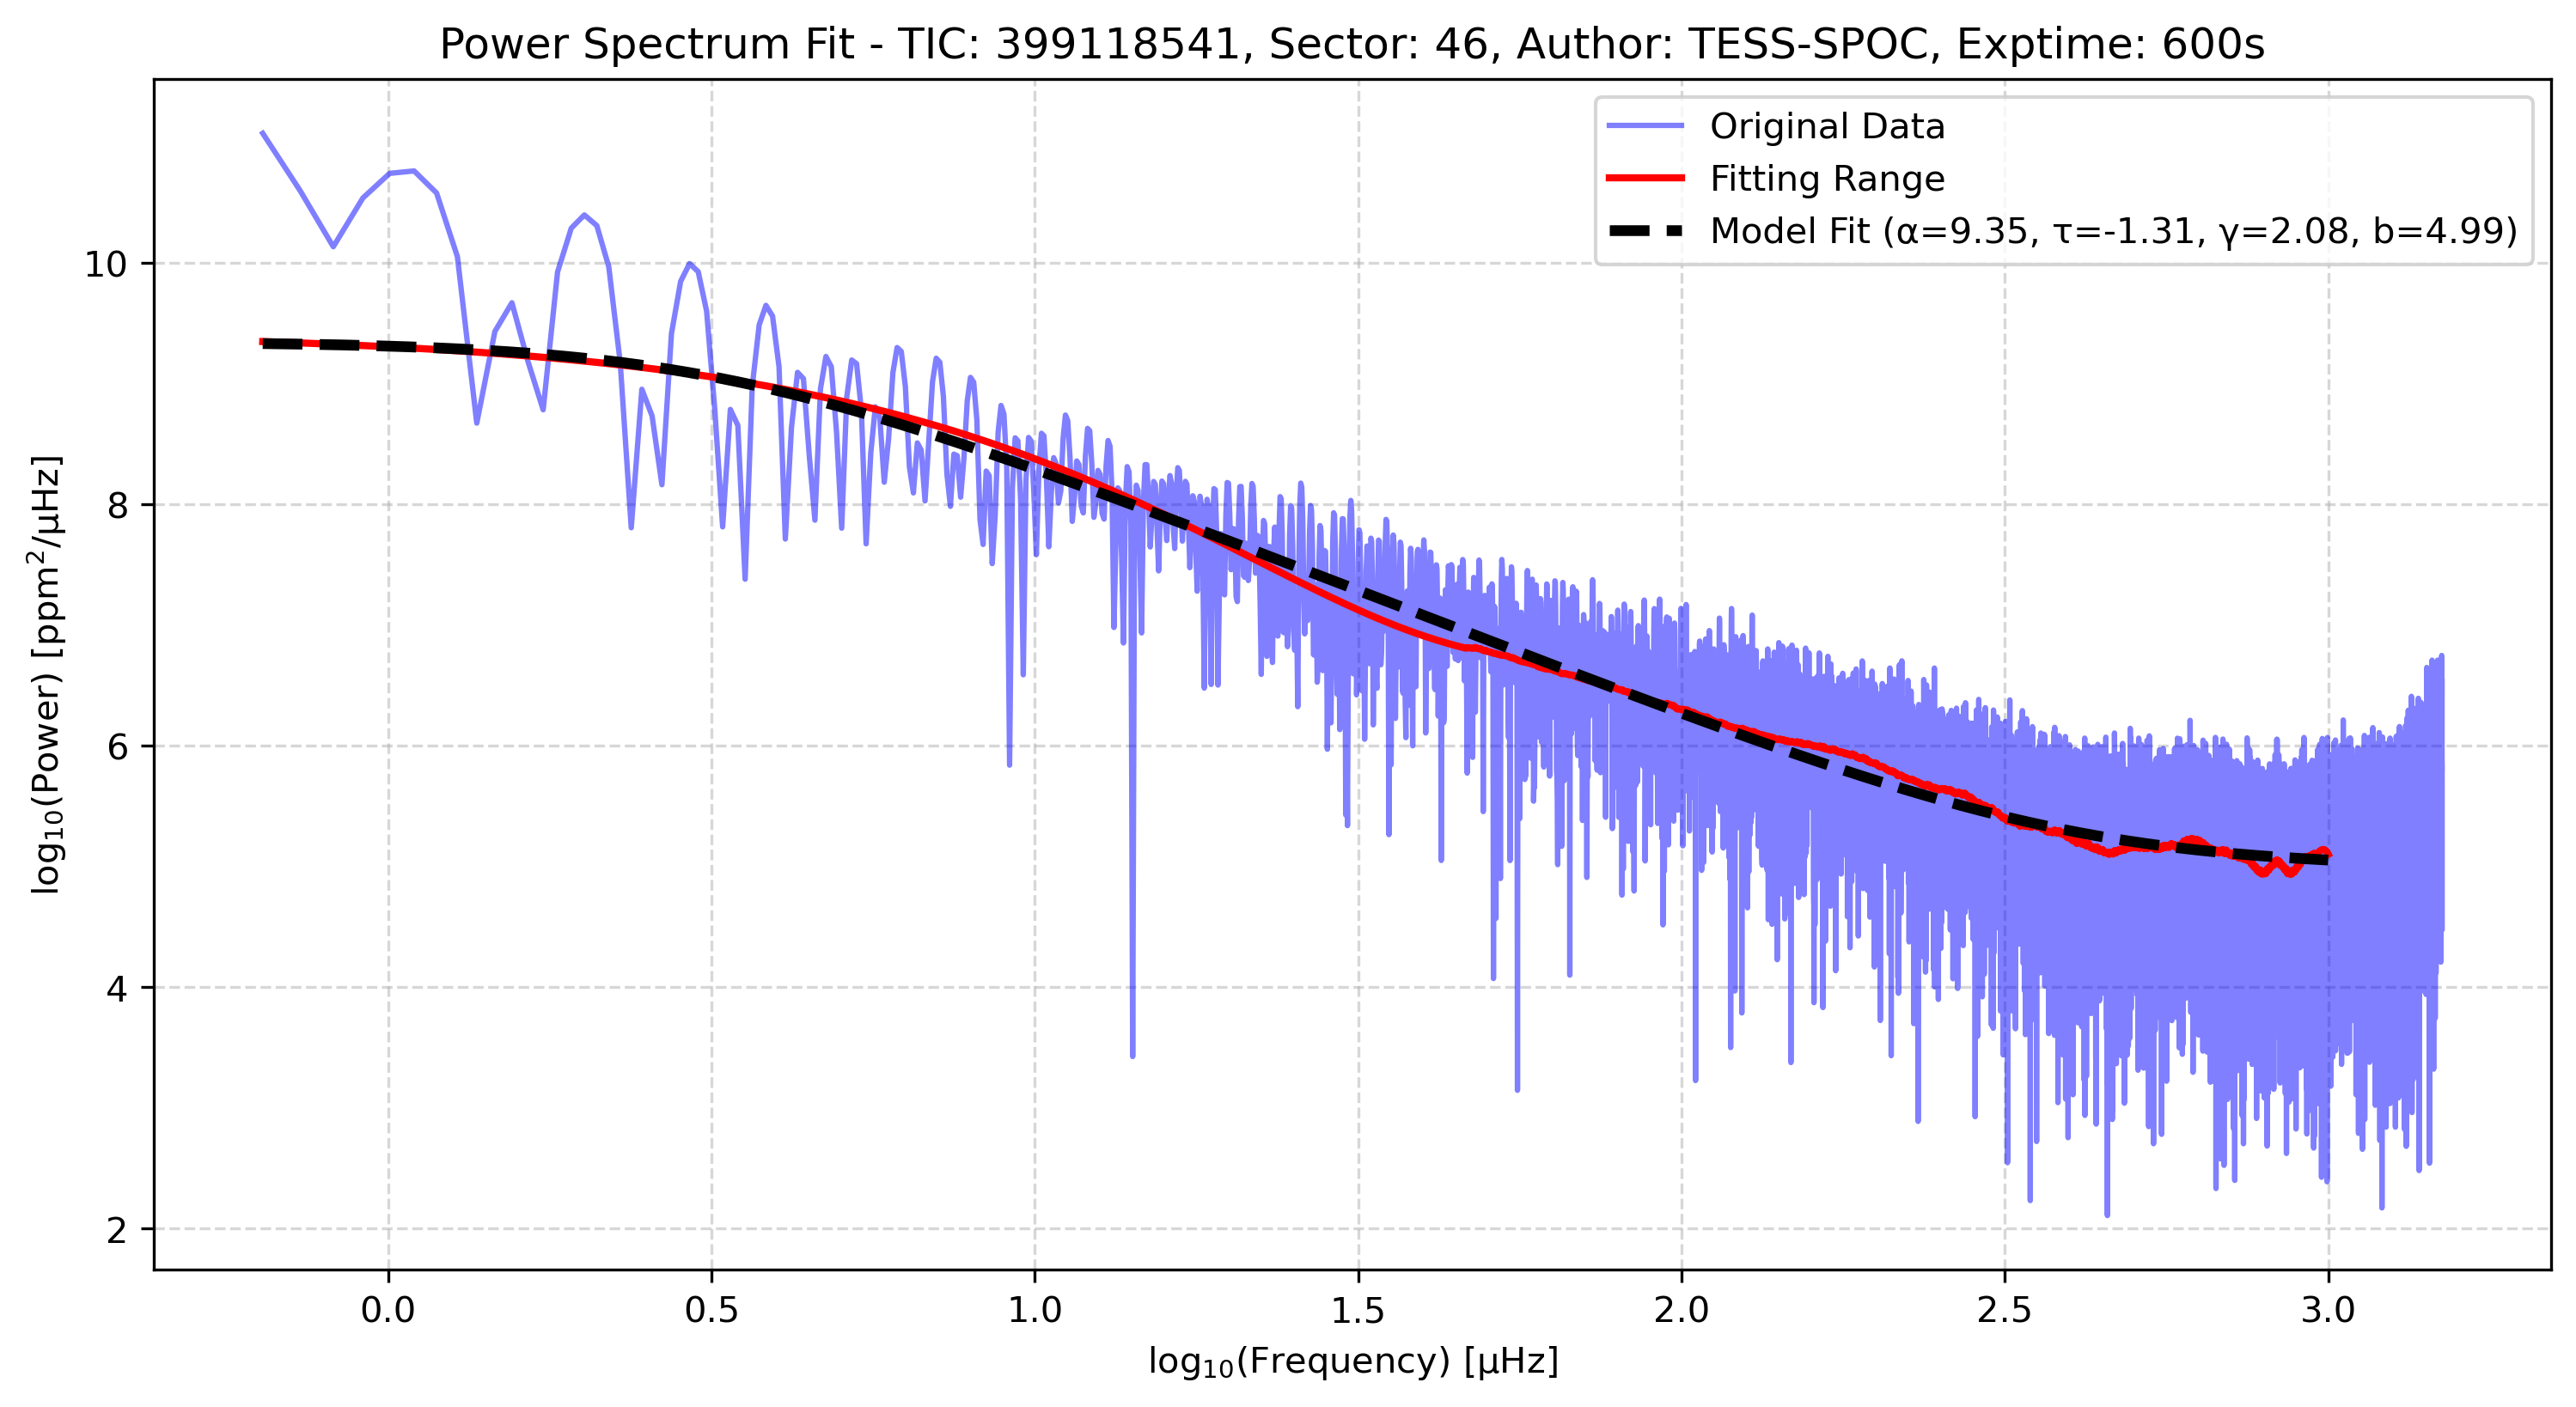 Power Spectrum Fit - TIC: 399118541, Sector: 46, Author: TESS-SPOC, Exptime: 600s
Original Data
Fitting Range
Model Fit (α=9.35, τ=-1.31, γ=2.08, b=4.99)
log₁₀(Power) [ppm²/μHz]
10
8
6
4
2
0.0 0.5 1.0 1.5 2.0 2.5 3.0
log₁₀(Frequency) [μHz]